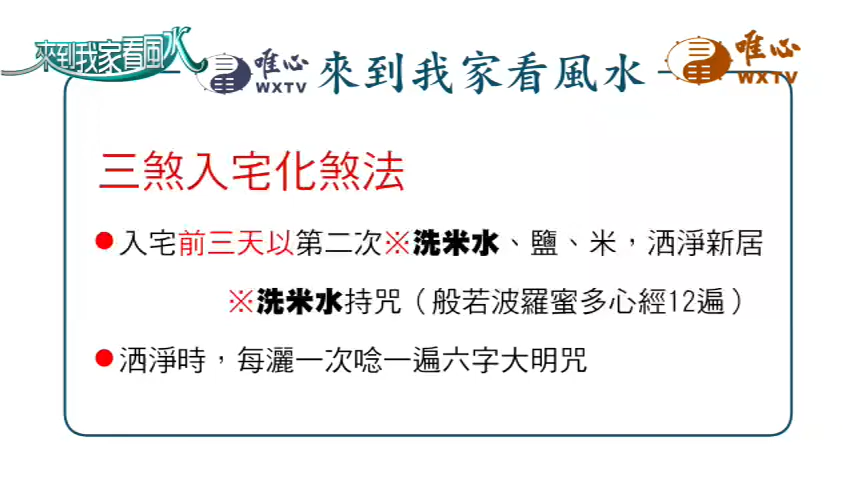 來到我家看風水
唯心
WXTV
來到我家看風水
唯心
WXTV
三煞入宅化煞法
●入宅前三天以第二次※洗米水、鹽、米，洒淨新居
※洗米水持咒（般若波羅蜜多心經12遍）
●洒淨時，每灑一次唸一遍六字大明咒